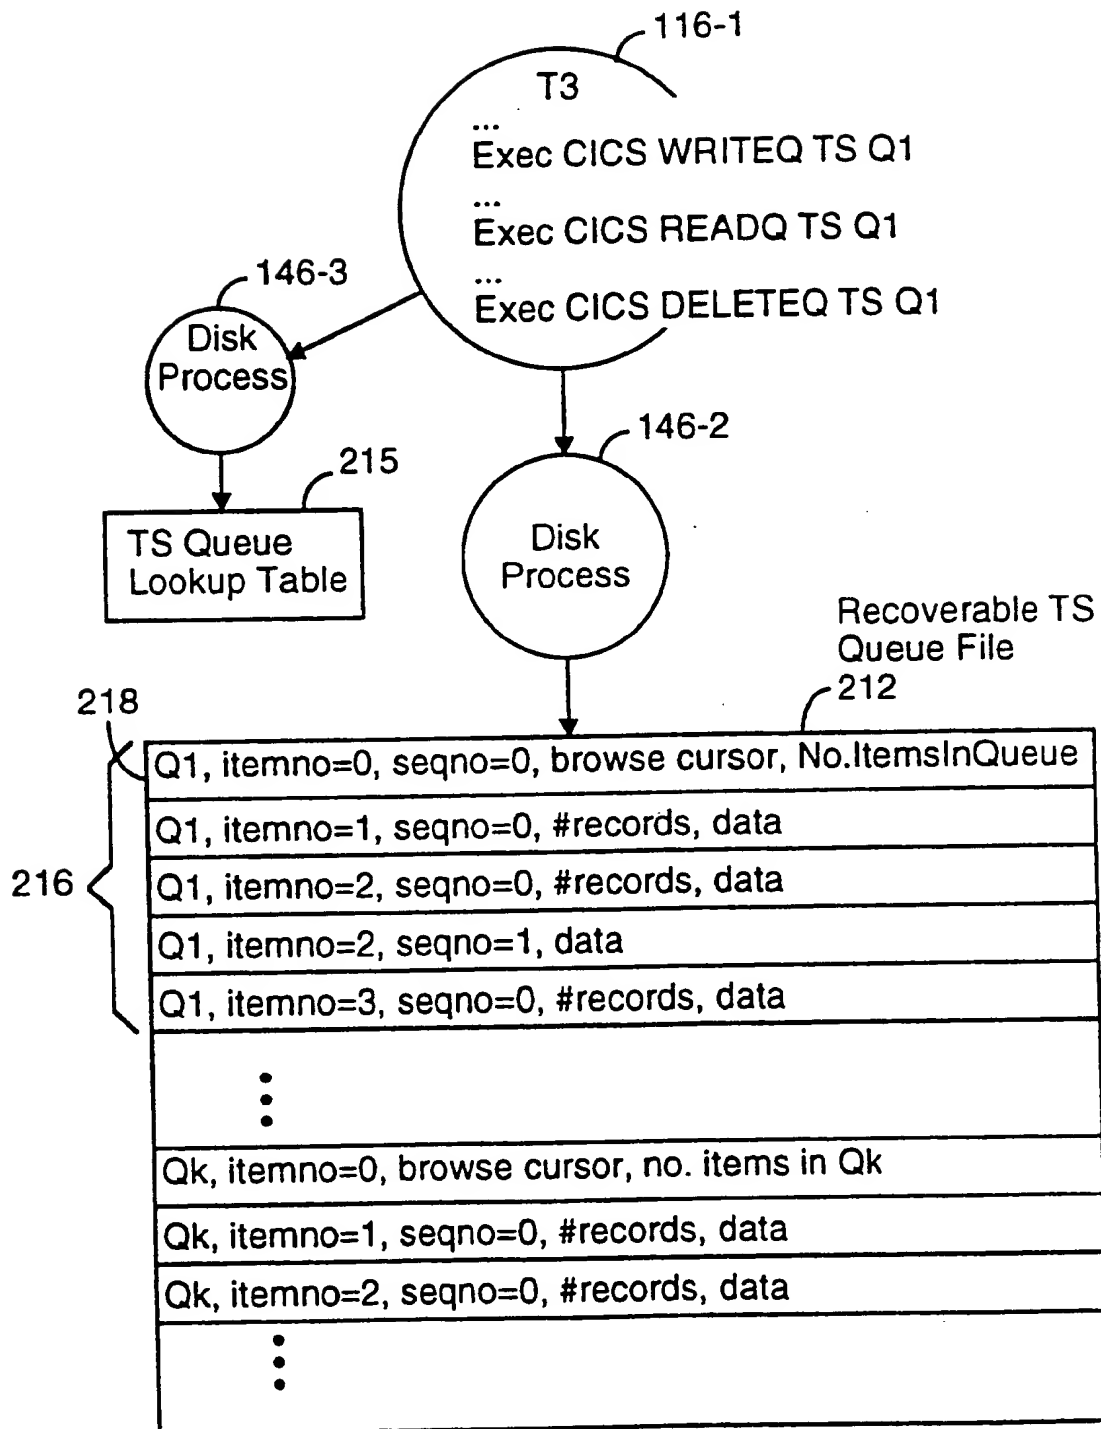 116-1
T3
...
Exec CICS WRITEQ TS Q1
...
Exec CICS READQ TS Q1
...
Exec CICS DELETEQ TS Q1
146-3
Disk
Process
146-2
215
TS Queue
Lookup Table
Disk
Process
Recoverable TS
Queue File
212
218
216
Q1, itemno=0, seqno=0, browse cursor, No.ItemsInQueue
Q1, itemno=1, seqno=0, #records, data
Q1, itemno=2, seqno=0, #records, data
Q1, itemno=2, seqno=1, data
Q1, itemno=3, seqno=0, #records, data
Qk, itemno=0, browse cursor, no. items in Qk
Qk, itemno=1, seqno=0, #records, data
Qk, itemno=2, seqno=0, #records, data